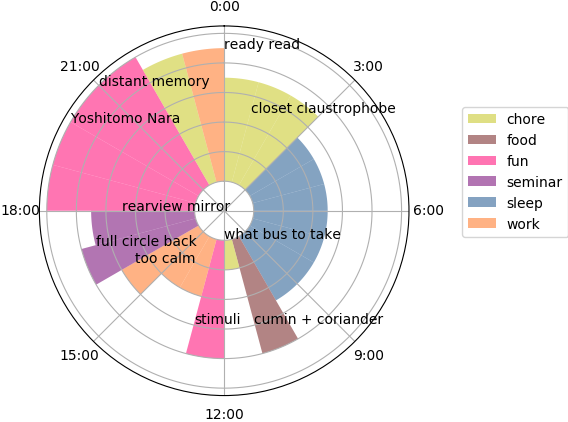 0:00
ready read
21:00
3:00
distant memory
closet claustrophobe
Yoshitomo Nara
chore
food
fun
seminar
sleep
work
18:00
rearview mirror
6:00
what bus to take
full circle back
too calm
stimuli
cumin + coriander
15:00
9:00
12:00